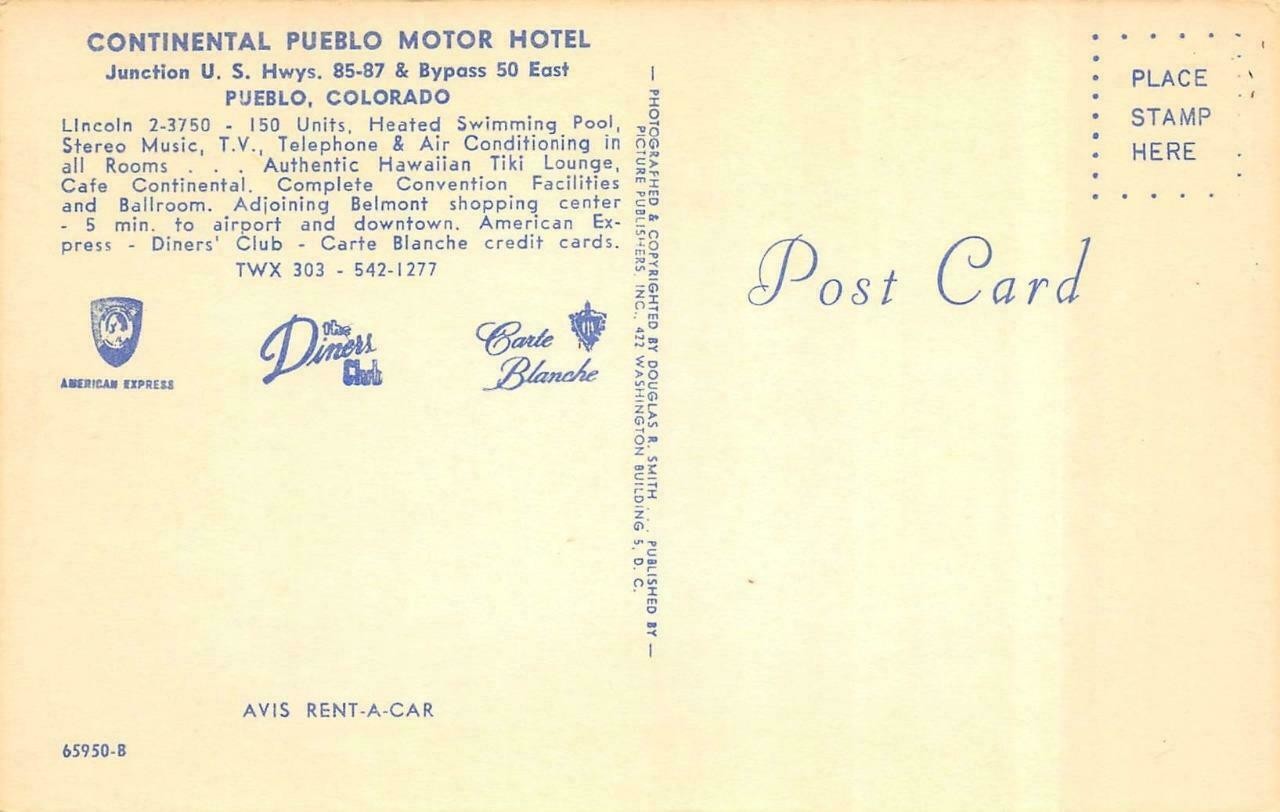 CONTINENTAL PUEBLO MOTOR HOTEL
Junction U. S. Hwys. 85-87 & Bypass 50 East
PUEBLO, COLORADO
LIncoln 2-3750 - 150 Units, Heated Swimming Pool,
Stereo Music, T.V., Telephone & Air Conditioning in
all Rooms . . . Authentic Hawaiian Tiki Lounge,
Cafe Continental. Complete Convention Facilities
and Ballroom. Adjoining Belmont shopping center
- 5 min. to airport and downtown. American Ex-
press - Diners' Club - Carte Blanche credit cards.
TWX 303 - 542-1277
AMERICAN EXPRESS
the
Diners
Club
Carte
Blanche
AVIS RENT-A-CAR
65950-B
— PHOTOGRAPHED & COPYRIGHTED BY DOUGLAS R. SMITH . . . PUBLISHED BY —
PICTURE PUBLISHERS, INC., 422 WASHINGTON BUILDING 5, D. C.
PLACE
STAMP
HERE
Post Card